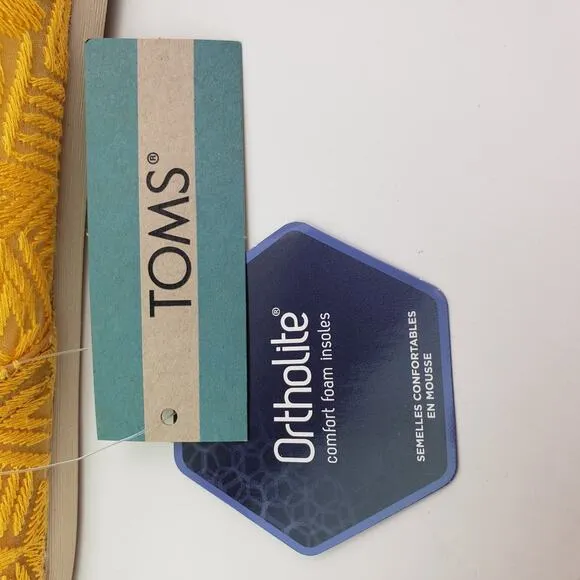 TOMS®
Ortholite®
comfort foam insoles
SEMELLES CONFORTABLES
EN MOUSSE